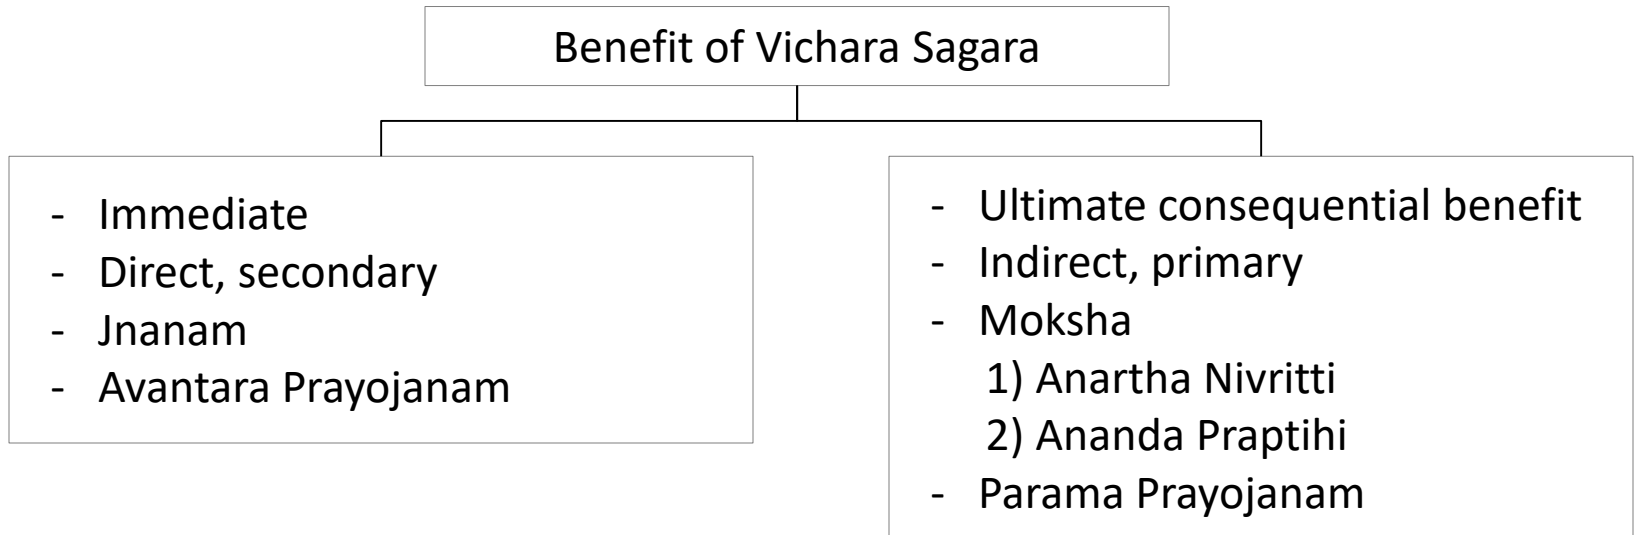 Benefit of Vichara Sagara
- Immediate
- Direct, secondary
- Jnanam
- Avantara Prayojanam
- Ultimate consequential benefit
- Indirect, primary
- Moksha
1) Anartha Nivritti
2) Ananda Praptihi
- Parama Prayojanam